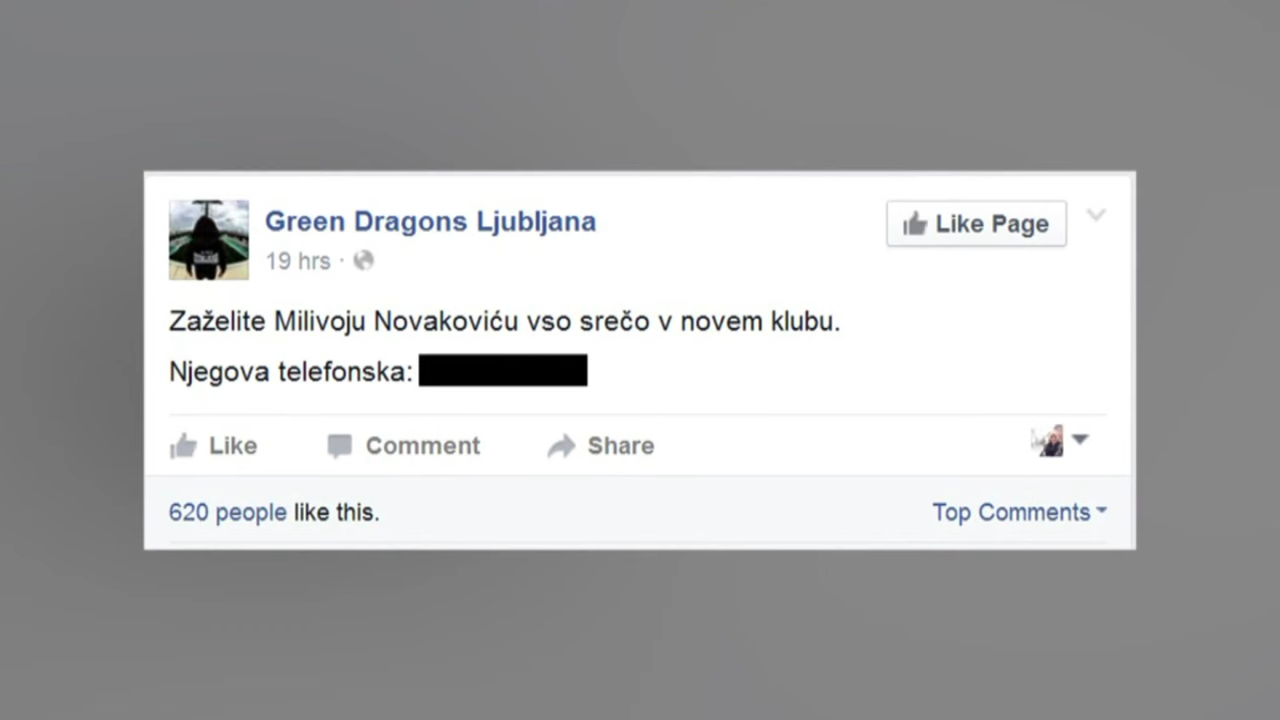 Green Dragons Ljubljana
Like Page
19 hrs ·
Zaželite Milivoju Novakoviću vso srečo v novem klubu.
Njegova telefonska:
Like Comment Share
620 people like this.
Top Comments